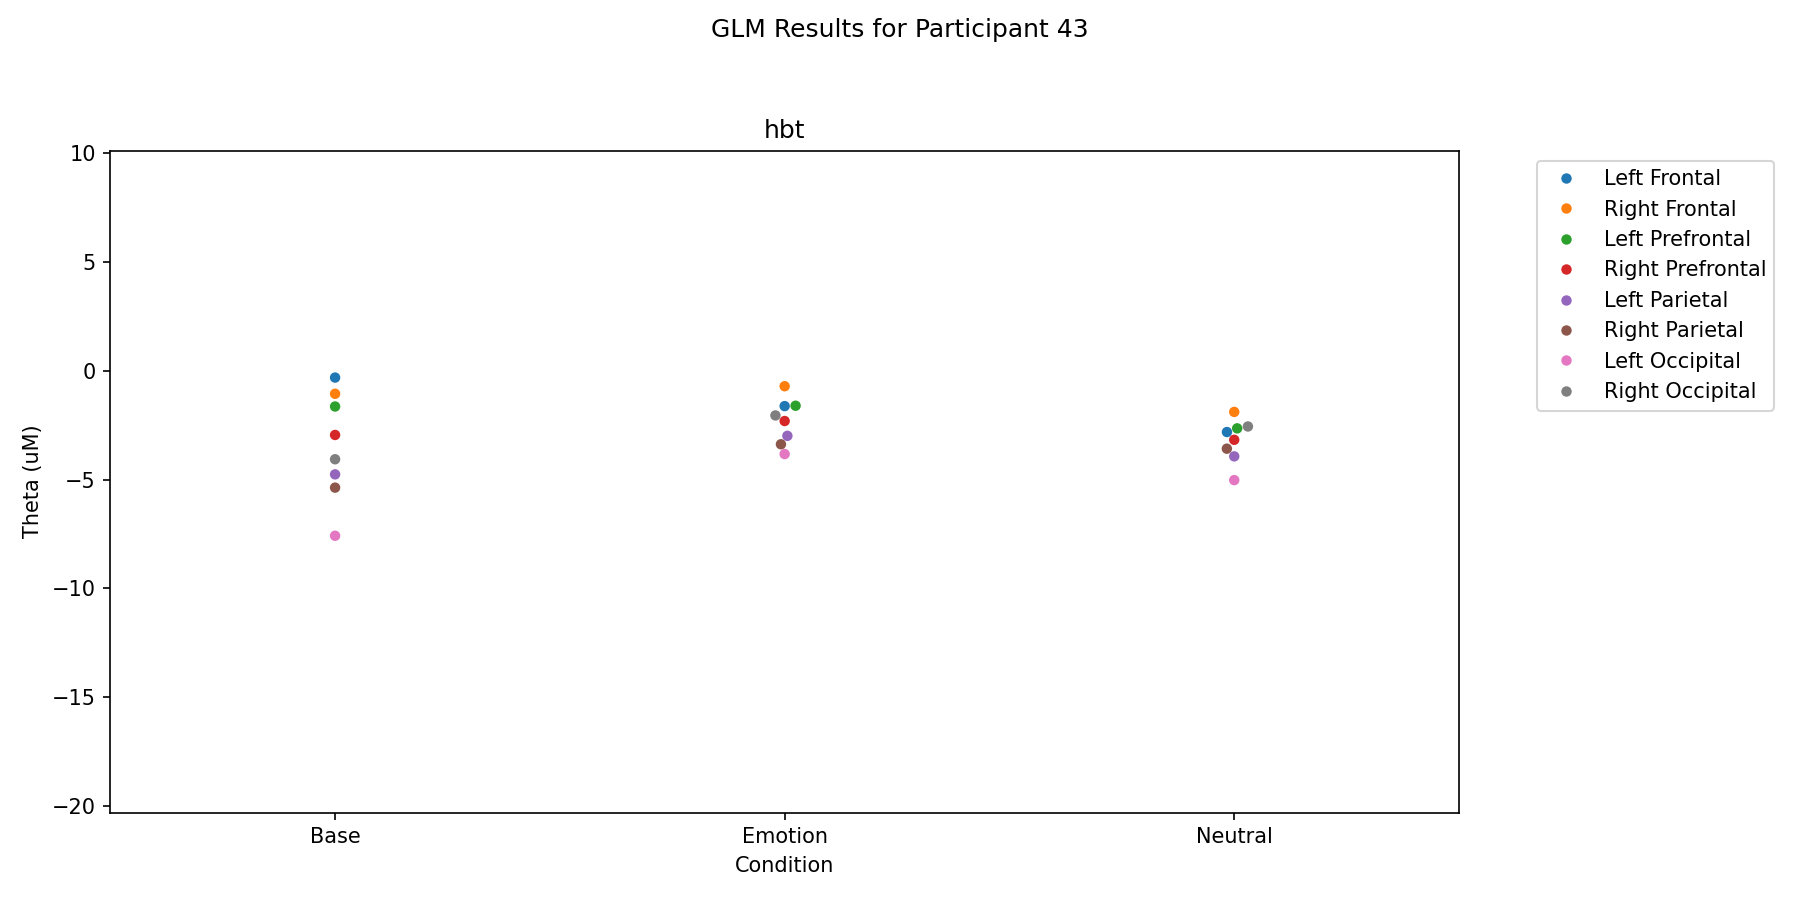 GLM Results for Participant 43
hbt
10
5
0
−5
−10
−15
−20
Theta (uM)
Base
Emotion
Neutral
Condition
Left Frontal
Right Frontal
Left Prefrontal
Right Prefrontal
Left Parietal
Right Parietal
Left Occipital
Right Occipital